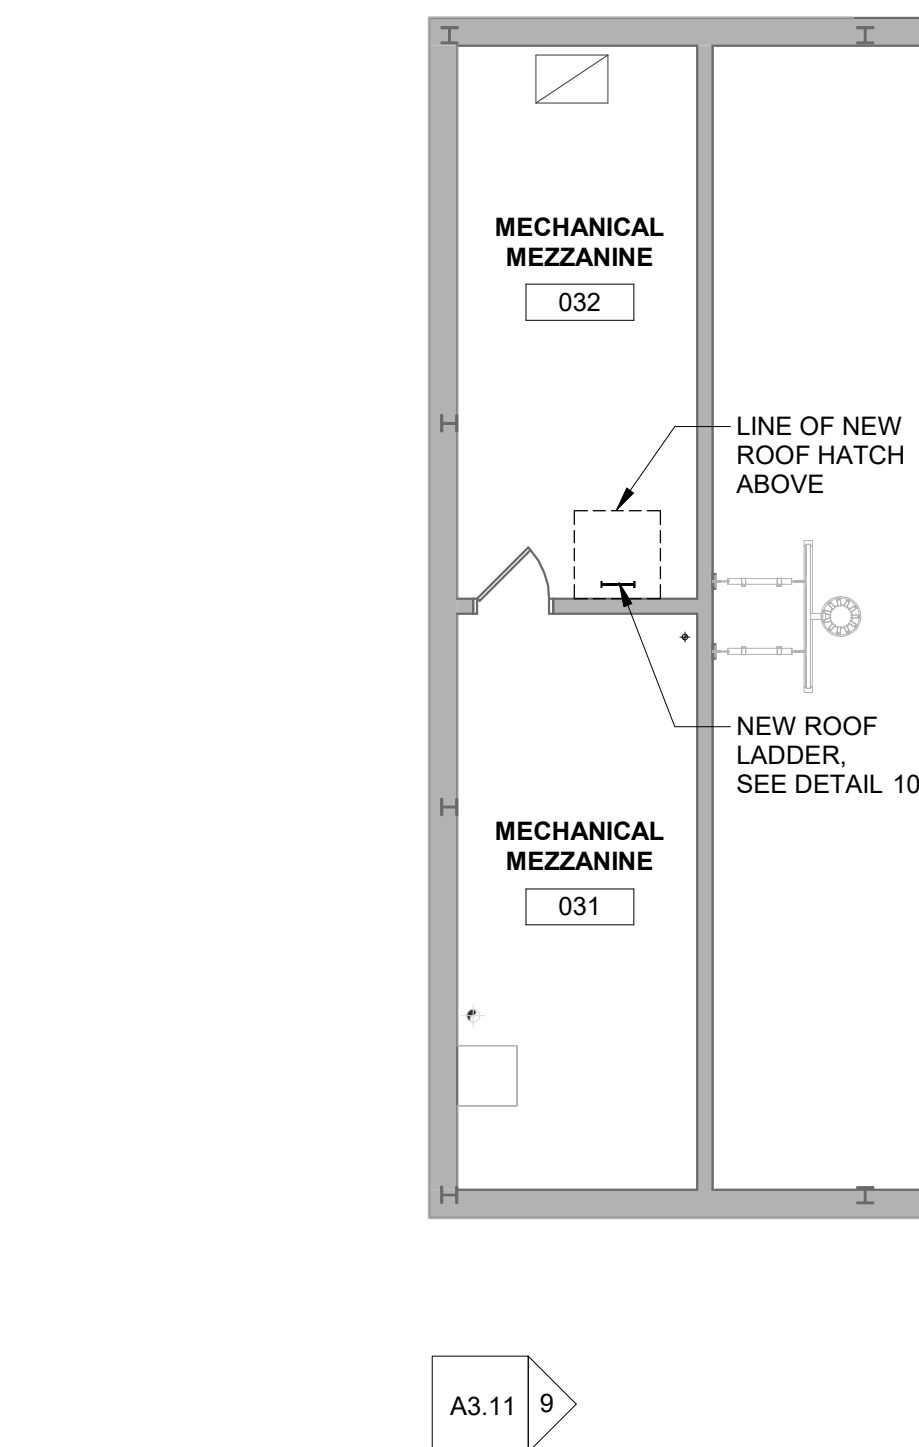 MECHANICAL
MEZZANINE
032
LINE OF NEW
ROOF HATCH
ABOVE
NEW ROOF
LADDER,
SEE DETAIL 10
MECHANICAL
MEZZANINE
031
A3.11
9